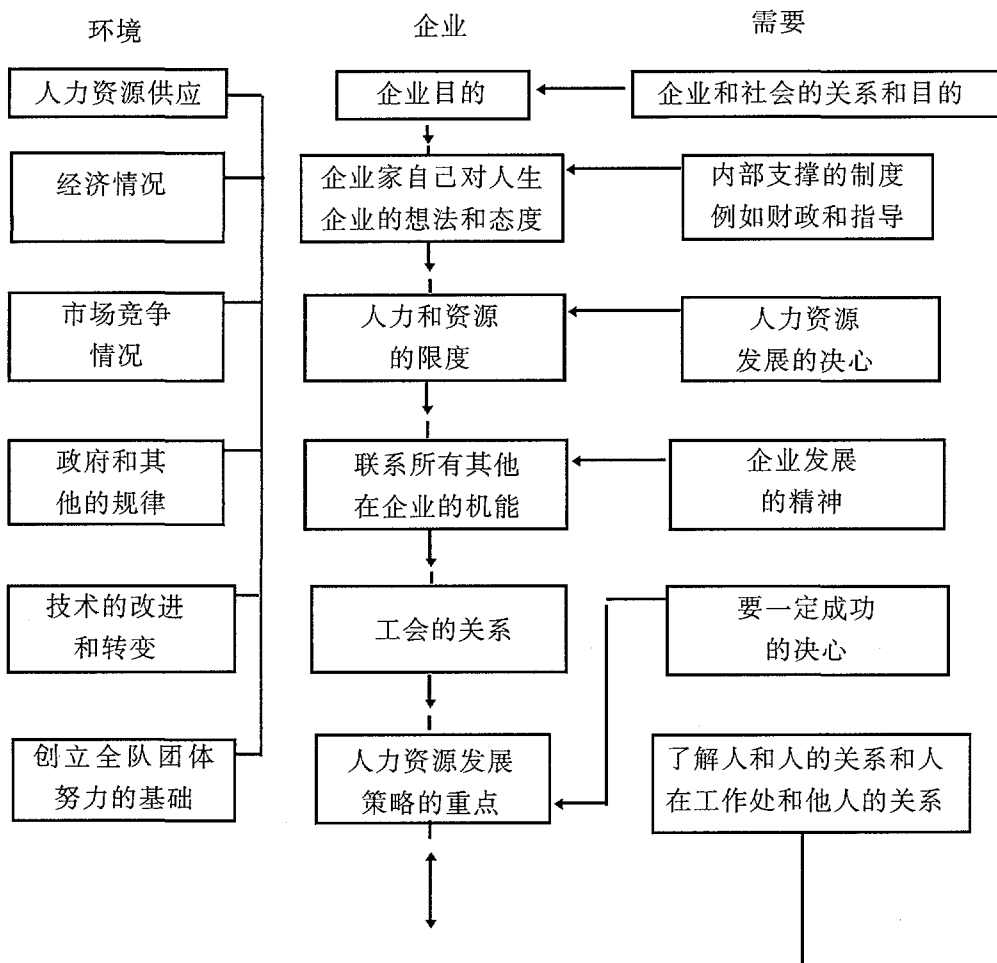 环境
企业
需要
人力资源供应
企业目的
企业和社会的关系和目的
经济情况
企业家自己对人生
企业的想法和态度
内部支撑的制度
例如财政和指导
市场竞争
情况
人力和资源
的限度
人力资源
发展的决心
政府和其
他的规律
联系所有其他
在企业的机能
企业发展
的精神
技术的改进
和转变
工会的关系
要一定成功
的决心
创立全队团体
努力的基础
人力资源发展
策略的重点
了解人和人的关系和人
在工作处和他人的关系